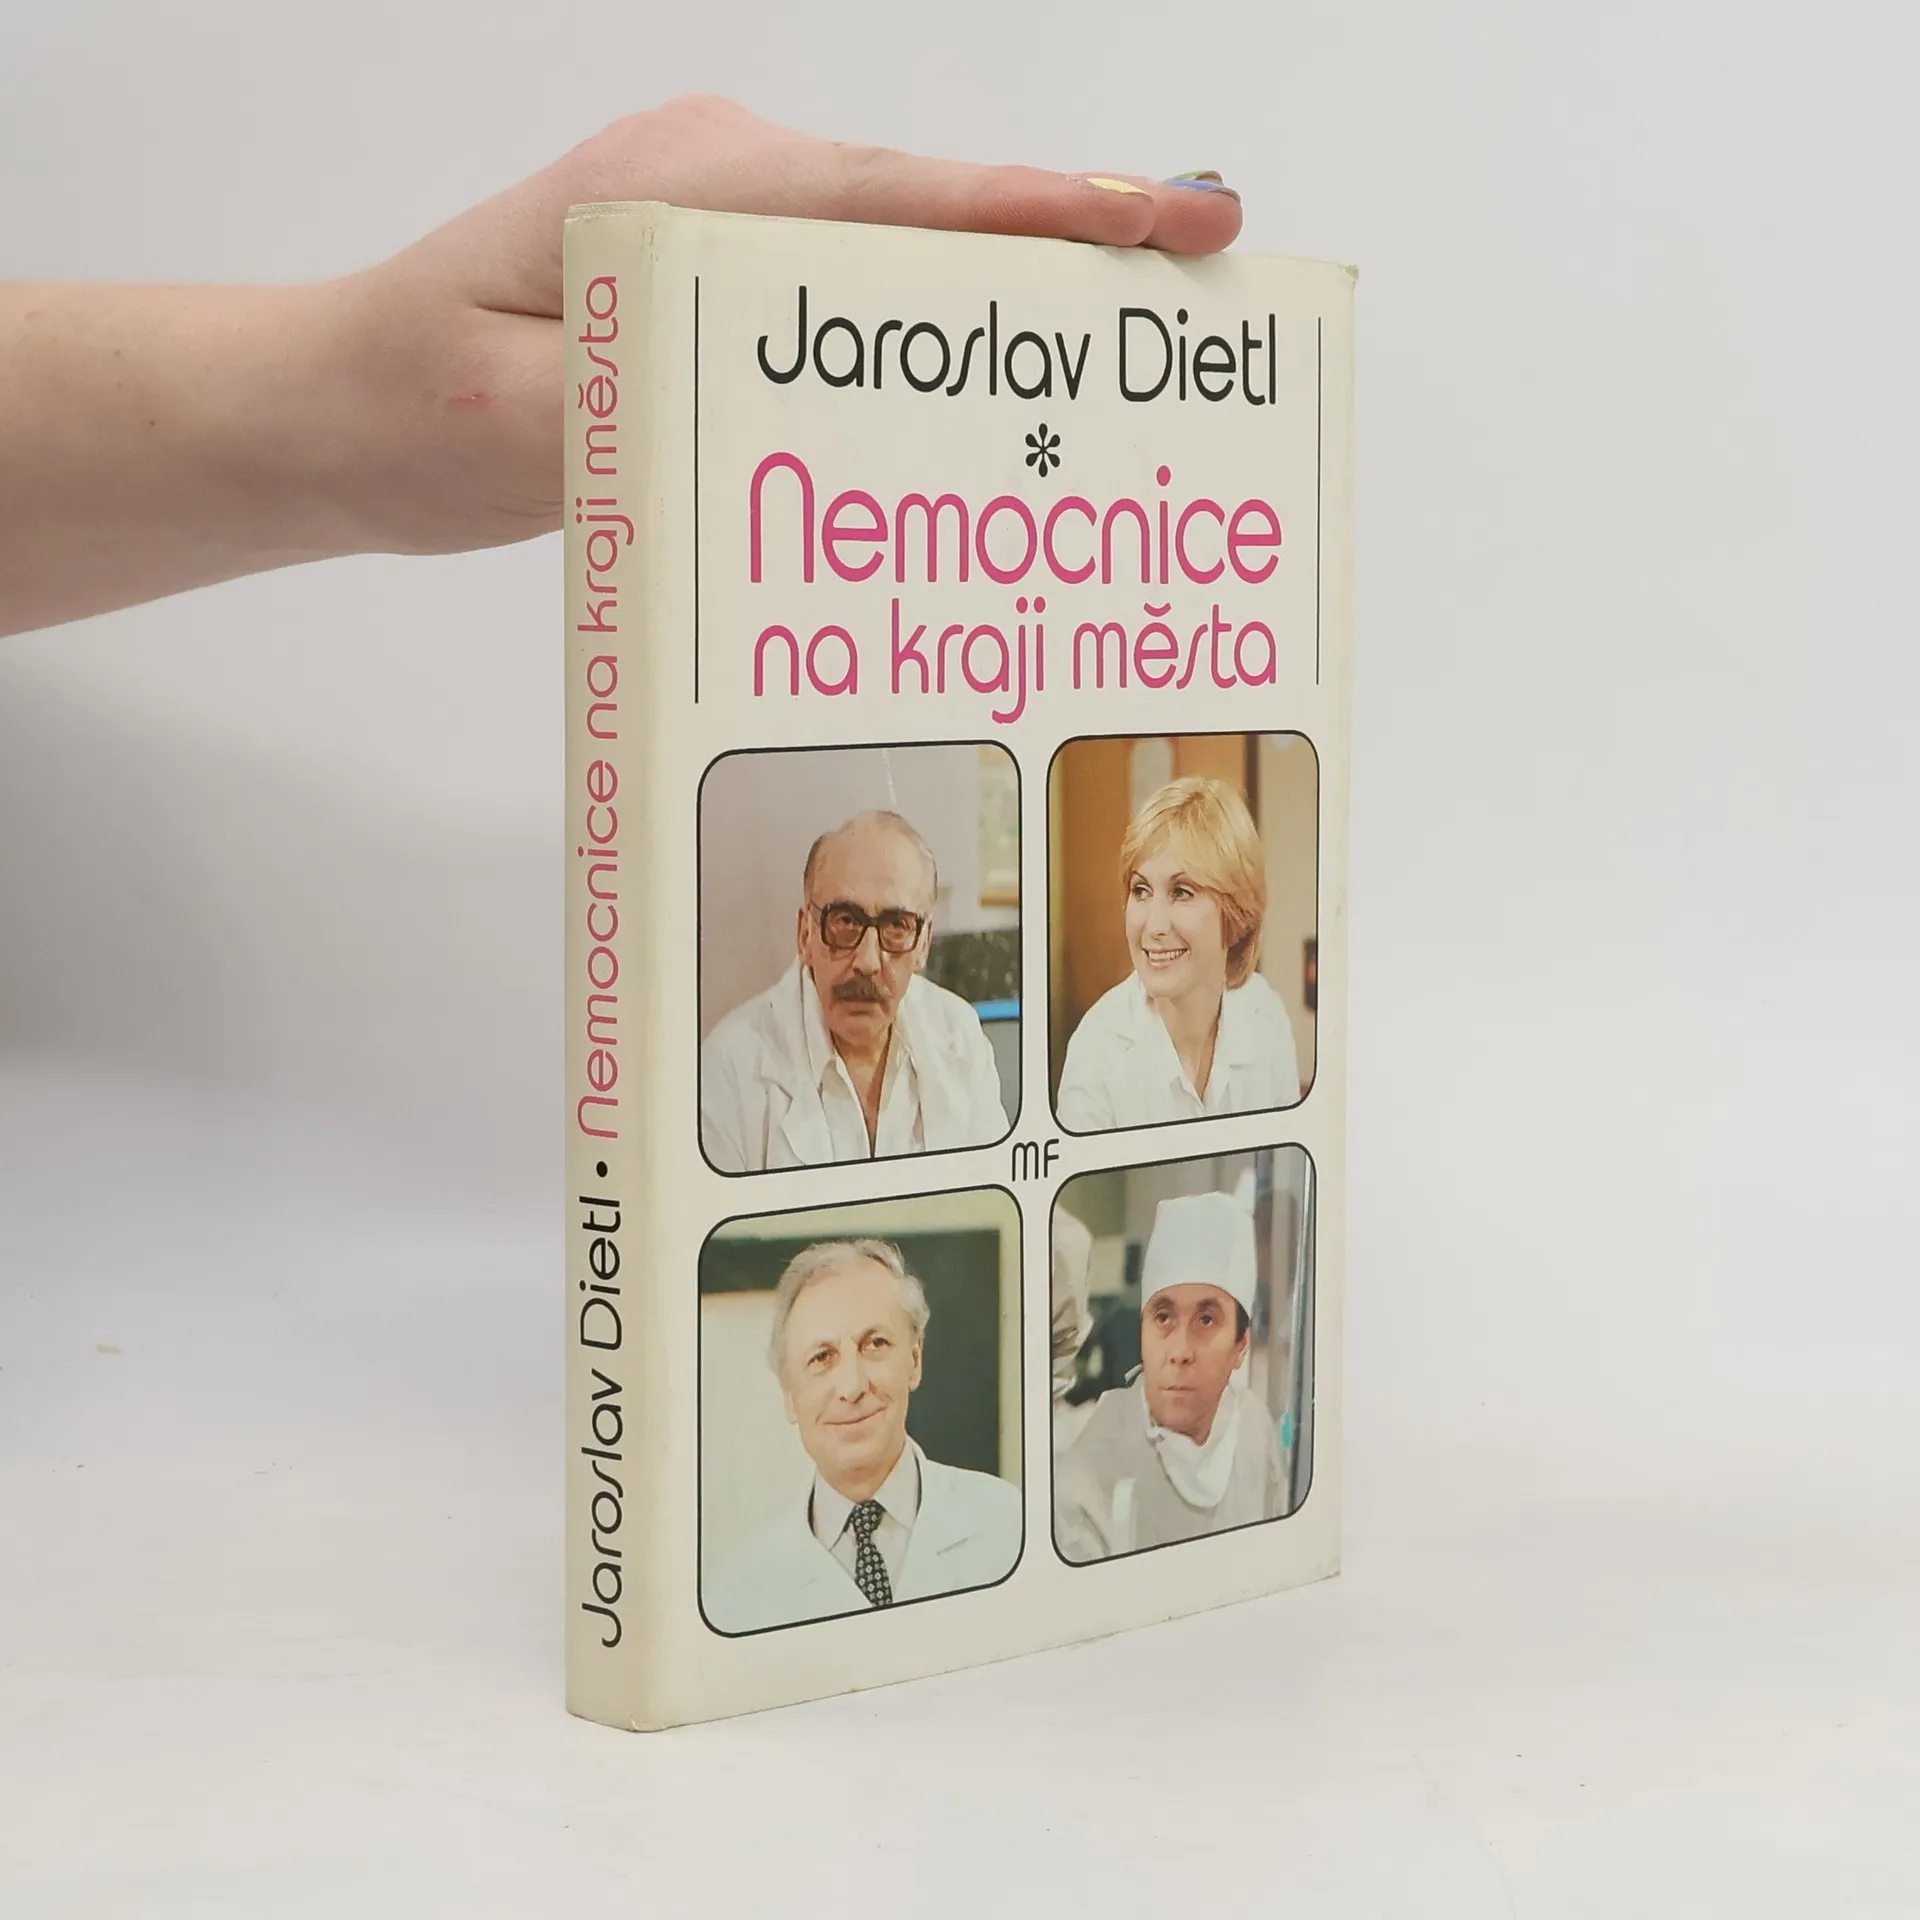 Jaroslav Dietl • Nemocnice na kraji města
Jaroslav Dietl
*
Nemocnice
na kraji města
mF